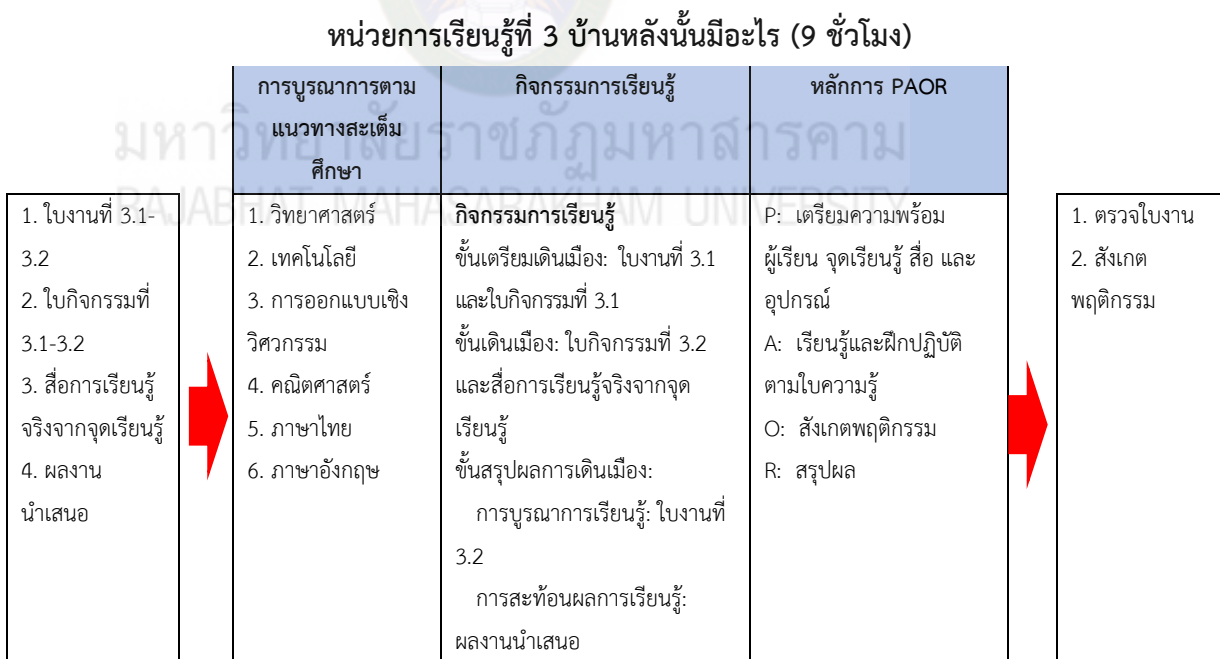 หน่วยการเรียนรู้ที่ 3 บ้านหลังนั้นมีอะไร (9 ชั่วโมง)
การบูรณาการตาม
แนวทางสะเต็ม
ศึกษา
กิจกรรมการเรียนรู้
หลักการ PAOR
มหาวิทยาลัยราชภัฏมหาสารคาม
RAJABHAT MAHASARAKHAM UNIVERSITY
1. ใบงานที่ 3.1-
3.2
2. ใบกิจกรรมที่
3.1-3.2
3. สื่อการเรียนรู้
จริงจากจุดเรียนรู้
4. ผลงาน
นำเสนอ
1. วิทยาศาสตร์
2. เทคโนโลยี
3. การออกแบบเชิง
วิศวกรรม
4. คณิตศาสตร์
5. ภาษาไทย
6. ภาษาอังกฤษ
กิจกรรมการเรียนรู้
ขั้นเตรียมเดินเมือง: ใบงานที่ 3.1
และใบกิจกรรมที่ 3.1
ขั้นเดินเมือง: ใบกิจกรรมที่ 3.2
และสื่อการเรียนรู้จริงจากจุด
เรียนรู้
ขั้นสรุปผลการเดินเมือง:
การบูรณาการเรียนรู้: ใบงานที่
3.2
การสะท้อนผลการเรียนรู้:
ผลงานนำเสนอ
P: เตรียมความพร้อม
ผู้เรียน จุดเรียนรู้ สื่อ และ
อุปกรณ์
A: เรียนรู้และฝึกปฏิบัติ
ตามใบความรู้
O: สังเกตพฤติกรรม
R: สรุปผล
1. ตรวจใบงาน
2. สังเกต
พฤติกรรม